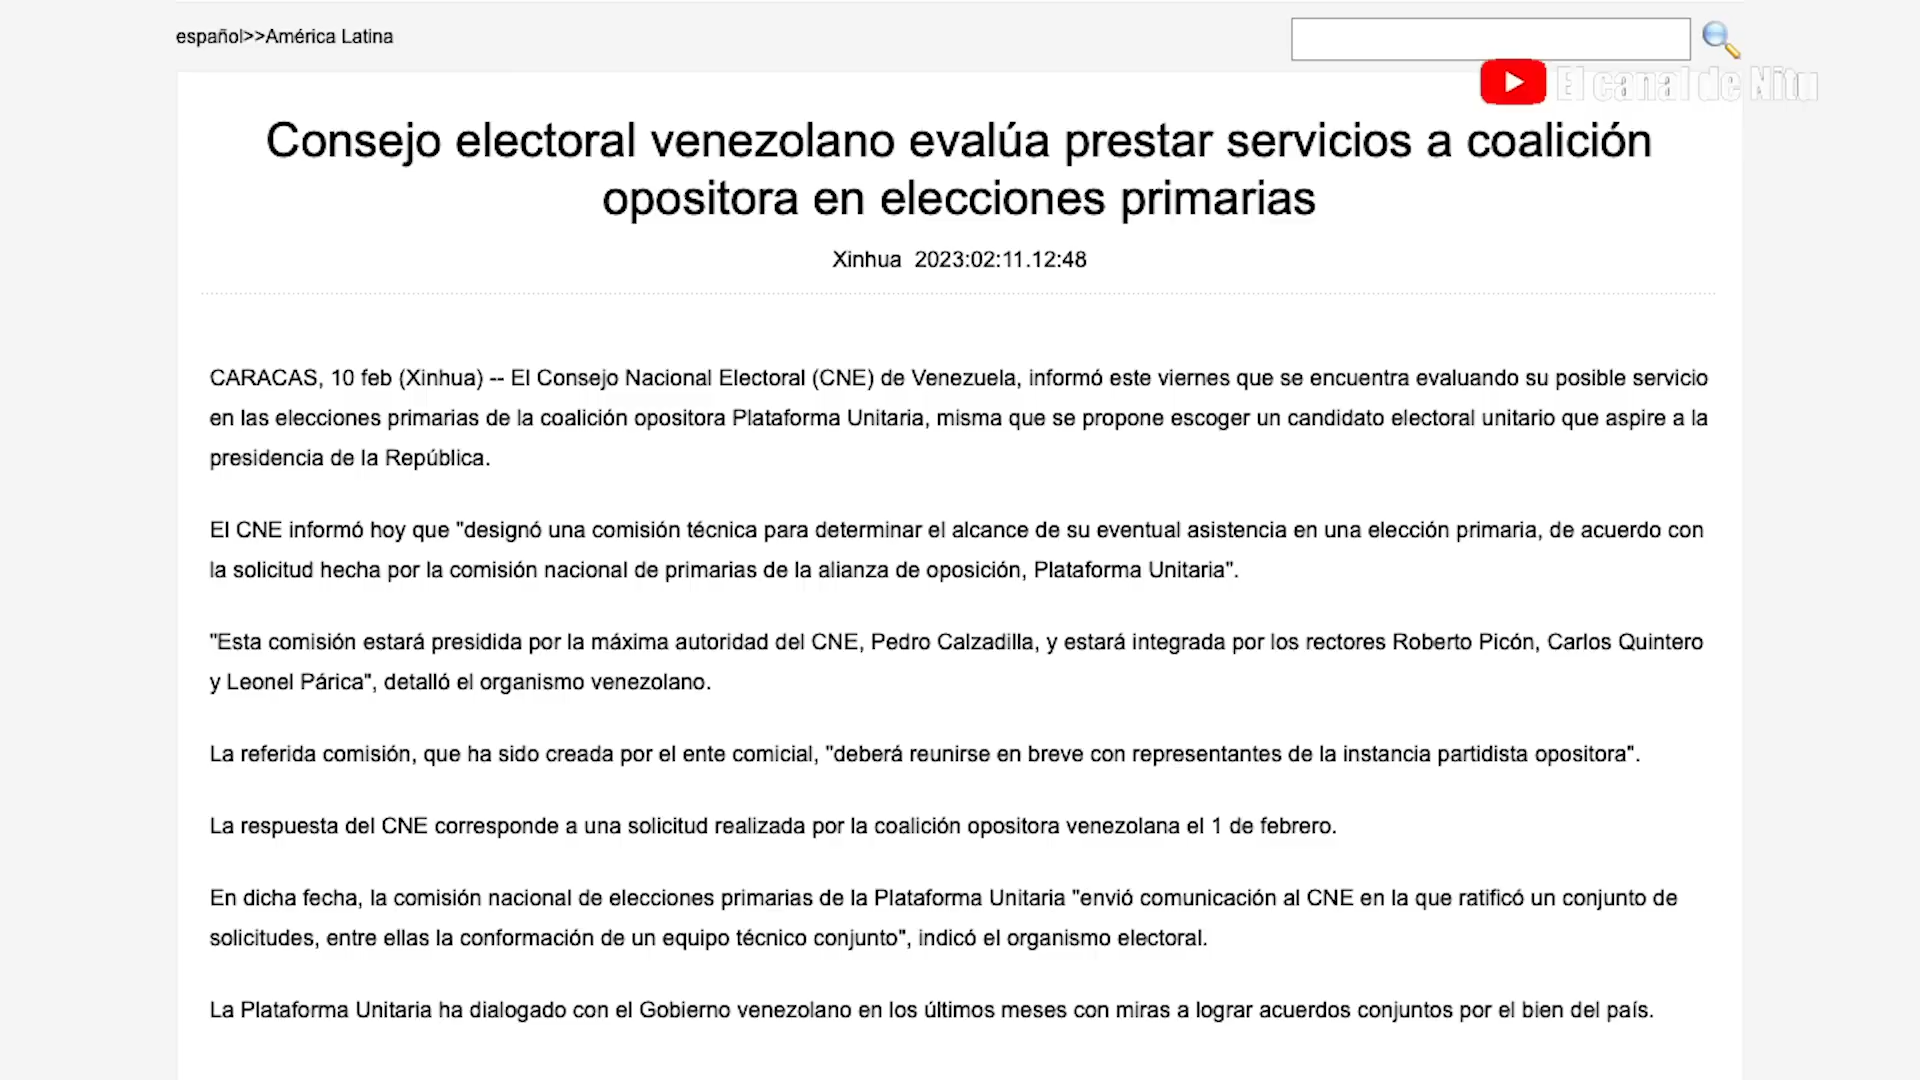 español>>América Latina
El canal de Nitu
Consejo electoral venezolano evalúa prestar servicios a coalición
opositora en elecciones primarias
Xinhua 2023:02:11.12:48
CARACAS, 10 feb (Xinhua) -- El Consejo Nacional Electoral (CNE) de Venezuela, informó este viernes que se encuentra evaluando su posible servicio
en las elecciones primarias de la coalición opositora Plataforma Unitaria, misma que se propone escoger un candidato electoral unitario que aspire a la
presidencia de la República.
El CNE informó hoy que "designó una comisión técnica para determinar el alcance de su eventual asistencia en una elección primaria, de acuerdo con
la solicitud hecha por la comisión nacional de primarias de la alianza de oposición, Plataforma Unitaria".
"Esta comisión estará presidida por la máxima autoridad del CNE, Pedro Calzadilla, y estará integrada por los rectores Roberto Picón, Carlos Quintero
y Leonel Párica", detalló el organismo venezolano.
La referida comisión, que ha sido creada por el ente comicial, "deberá reunirse en breve con representantes de la instancia partidista opositora".
La respuesta del CNE corresponde a una solicitud realizada por la coalición opositora venezolana el 1 de febrero.
En dicha fecha, la comisión nacional de elecciones primarias de la Plataforma Unitaria "envió comunicación al CNE en la que ratificó un conjunto de
solicitudes, entre ellas la conformación de un equipo técnico conjunto", indicó el organismo electoral.
La Plataforma Unitaria ha dialogado con el Gobierno venezolano en los últimos meses con miras a lograr acuerdos conjuntos por el bien del país.